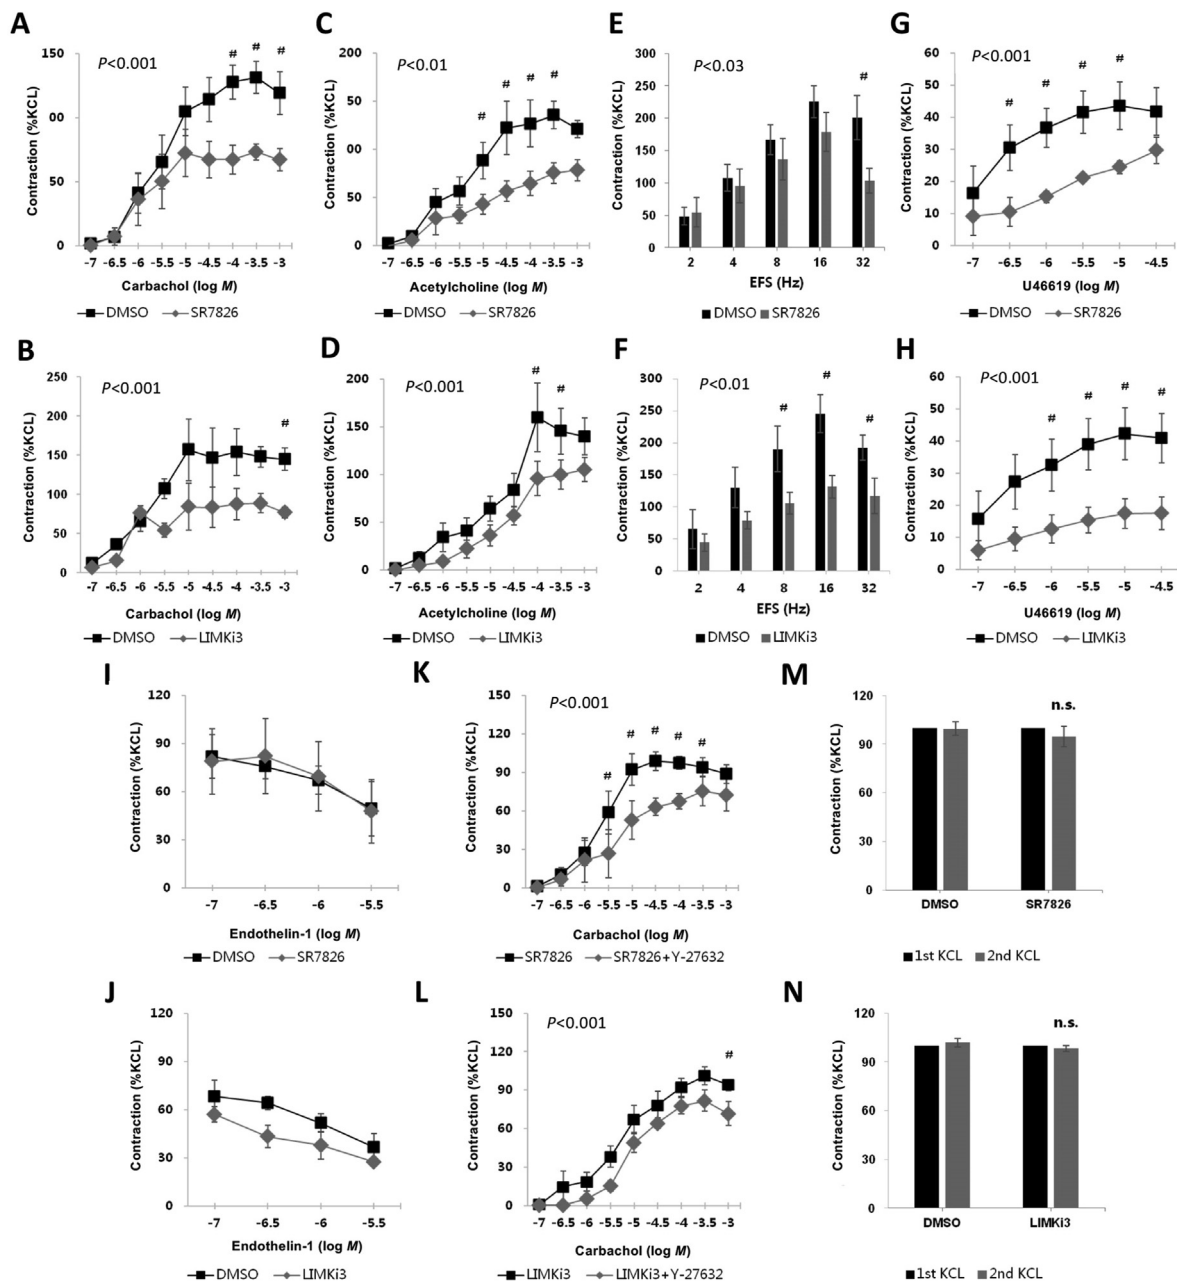 A
P<0.001
# # #
Contraction (%KCL)
150
00
50
0
-7 -6.5 -6 -5.5 -5 -4.5 -4 -3.5 -3
Carbachol (log M)
DMSO SR7826
C
P<0.01
# # # #
Contraction (%KCL)
200
50
00
50
0
-7 -6.5 -6 -5.5 -5 -4.5 -4 -3.5 -3
Acetylcholine (log M)
DMSO SR7826
E
P<0.03
#
Contraction (%KCL)
300
250
200
150
100
50
0
2 4 8 16 32
EFS (Hz)
DMSO SR7826
G
P<0.001
# # # #
Contraction (%KCL)
60
50
40
30
20
10
0
-7 -6.5 -6 -5.5 -5 -4.5
U46619 (log M)
DMSO SR7826
B
P<0.001
#
Contraction (%KCL)
250
200
150
100
50
0
-7 -6.5 -6 -5.5 -5 -4.5 -4 -3.5 -3
Carbachol (log M)
DMSO LIMKi3
D
P<0.001
# #
Contraction (%KCL)
200
150
100
50
0
-7 -6.5 -6 -5.5 -5 -4.5 -4 -3.5 -3
Acetylcholine (log M)
DMSO LIMKi3
F
P<0.01
# # #
Contraction (%KCL)
300
250
200
150
100
50
0
2 4 8 16 32
EFS (Hz)
DMSO LIMKi3
H
P<0.001
# # # #
Contraction (%KCL)
60
50
40
30
20
10
0
-7 -6.5 -6 -5.5 -5 -4.5
U46619 (log M)
DMSO LIMKi3
I
Contraction (%KCL)
120
90
60
30
0
-7 -6.5 -6 -5.5
Endothelin-1 (log M)
DMSO SR7826
K
P<0.001
# # # # #
Contraction (%KCL)
150
120
90
60
30
0
-7 -6.5 -6 -5.5 -5 -4.5 -4 -3.5 -3
Carbachol (log M)
SR7826 SR7826+Y-27632
M
n.s.
Contraction (%KCL)
120
90
60
30
0
DMSO SR7826
1st KCL 2nd KCL
J
Contraction (%KCL)
120
90
60
30
0
-7 -6.5 -6 -5.5
Endothelin-1 (log M)
DMSO LIMKi3
L
P<0.001
#
Contraction (%KCL)
150
120
90
60
30
0
-7 -6.5 -6 -5.5 -5 -4.5 -4 -3.5 -3
Carbachol (log M)
LIMKi3 LIMKi3+Y-27632
N
n.s.
Contraction (%KCL)
120
90
60
30
0
DMSO LIMKi3
1st KCL 2nd KCL